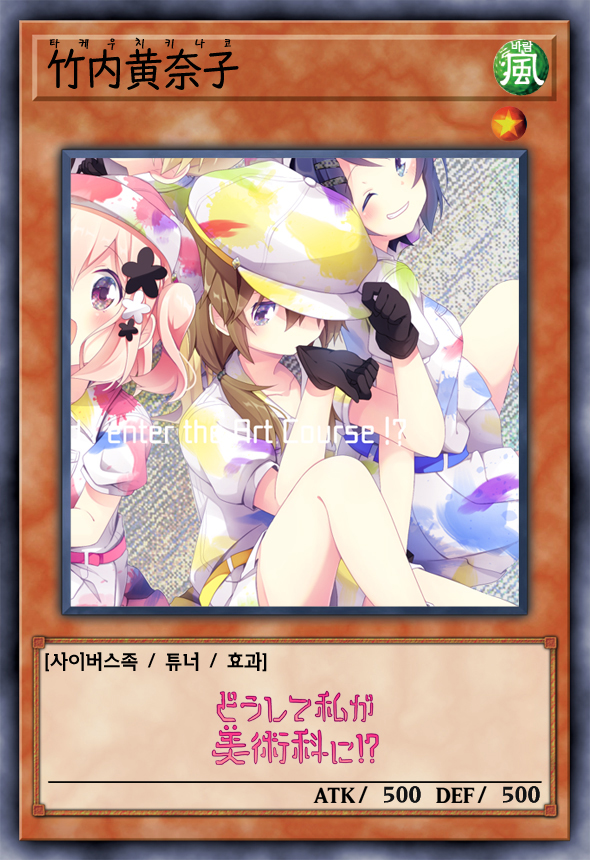 타케우치키나코
竹内黄奈子
바람
風
enter the Art Course !?
[사이버스족 / 튜너 / 효과]
どうして私が
美術科に!?
ATK/ 500 DEF/ 500